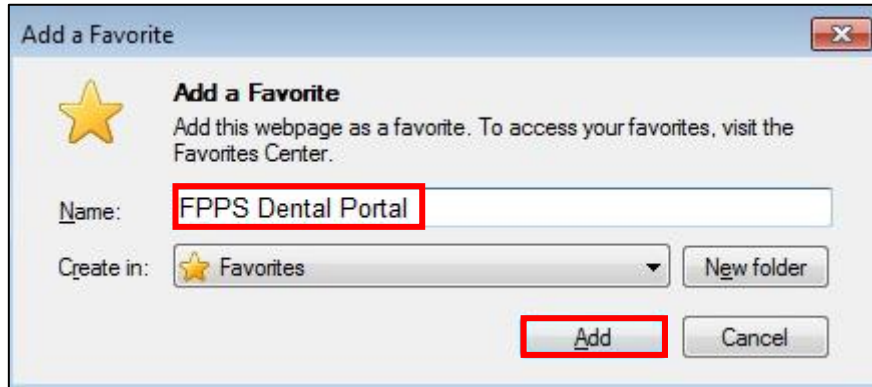 Add a Favorite
Add a Favorite
Add this webpage as a favorite. To access your favorites, visit the
Favorites Center.
Name: FPPS Dental Portal
Create in: Favorites New folder
Add Cancel